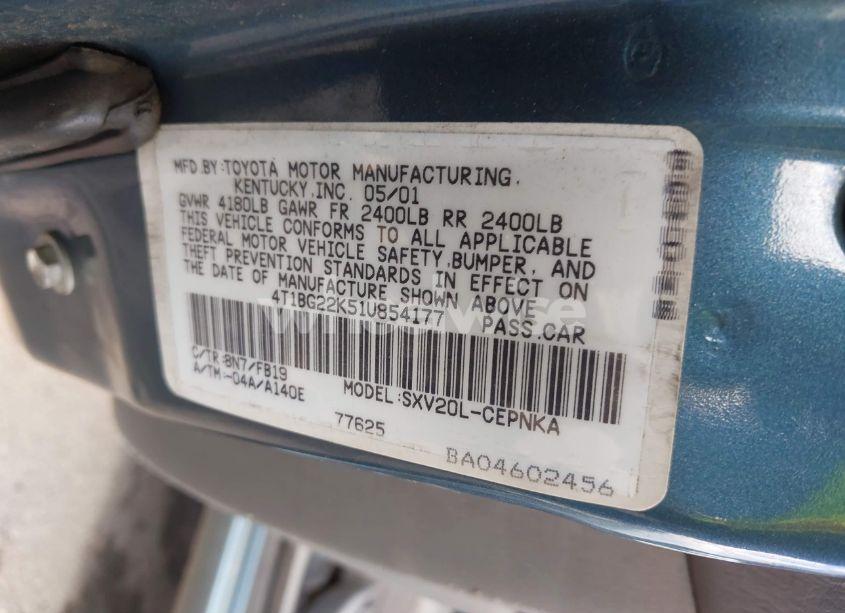 MFD.BY:TOYOTA MOTOR MANUFACTURING,
KENTUCKY,INC. 05/01
GVWR 4180LB GAWR FR 2400LB RR 2400LB
THIS VEHICLE CONFORMS TO ALL APPLICABLE
FEDERAL MOTOR VEHICLE SAFETY,BUMPER, AND
THEFT PREVENTION STANDARDS IN EFFECT ON
THE DATE OF MANUFACTURE SHOWN ABOVE.
4T1BG22K51U854177 PASS.CAR
C/TR:8N7/FB19
A/TM:-04A/A140E
MODEL:SXV20L-CEPNKA
77625
BA04602456